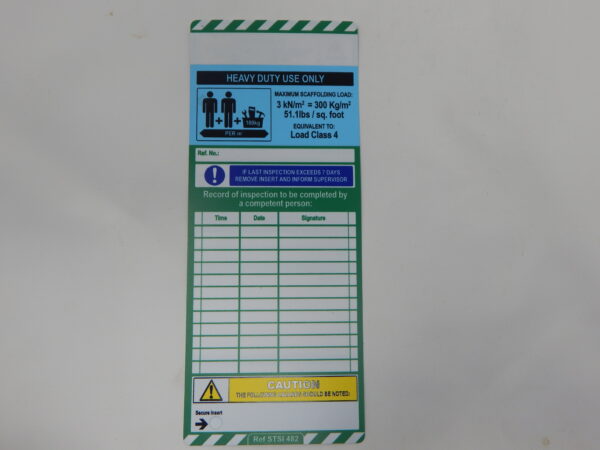 HEAVY DUTY USE ONLY
MAXIMUM SCAFFOLDING LOAD:
3 kN/m² = 300 Kg/m²
51.1lbs / sq. foot
EQUIVALENT TO:
Load Class 4
+ +
100kg
PER m²
Ref. No.:
IF LAST INSPECTION EXCEEDS 7 DAYS
REMOVE INSERT AND INFORM SUPERVISOR
Record of inspection to be completed by
a competent person:
Time Date Signature
CAUTION
THE FOLLOWING HAZARDS SHOULD BE NOTED:
Secure Insert
Ref STSI 482